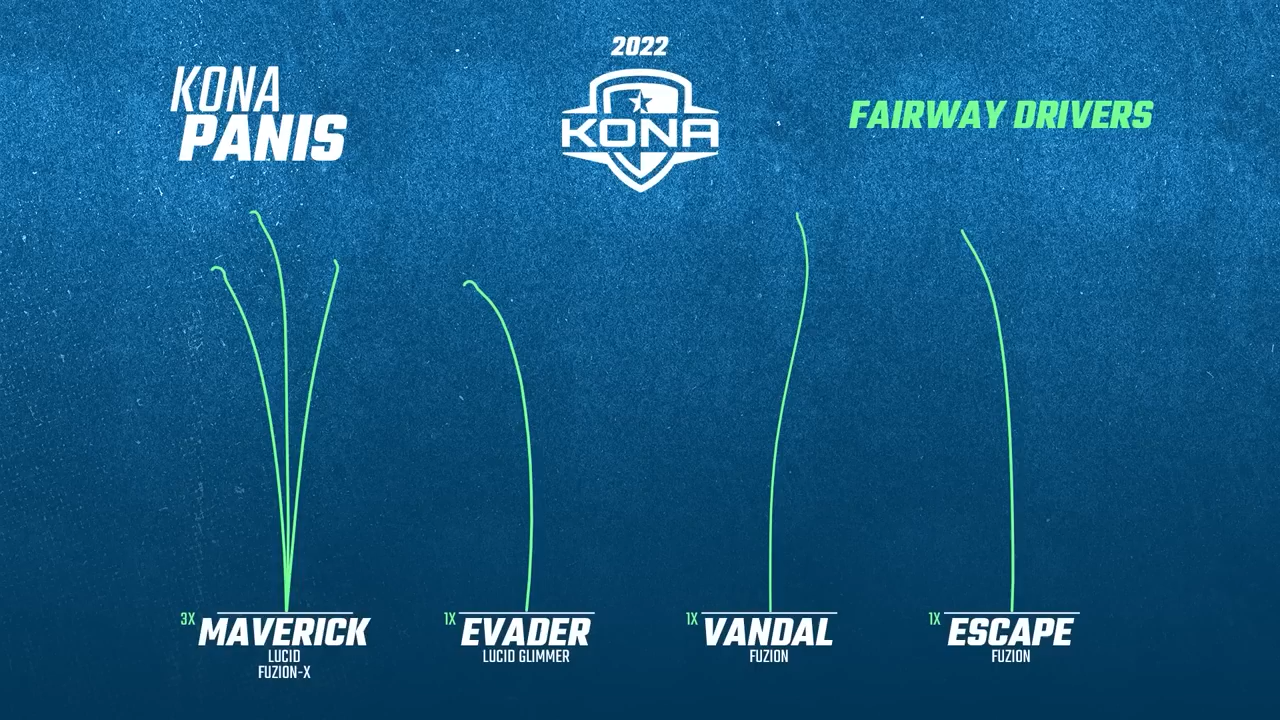 KONA
PANIS
2022
KONA
FAIRWAY DRIVERS
3X MAVERICK
LUCID
FUZION-X
1X EVADER
LUCID GLIMMER
1X VANDAL
FUZION
1X ESCAPE
FUZION